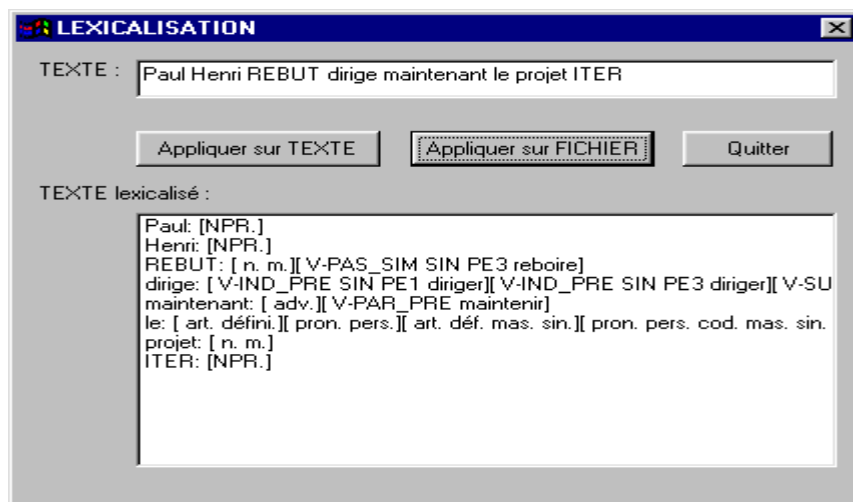 LEXICALISATION
TEXTE : Paul Henri REBUT dirige maintenant le projet ITER
Appliquer sur TEXTE Appliquer sur FICHIER Quitter
TEXTE lexicalisé :
Paul: [NPR.]
Henri: [NPR.]
REBUT: [ n. m.][ V-PAS_SIM SIN PE3 reboire]
dirige: [ V-IND_PRE SIN PE1 diriger][ V-IND_PRE SIN PE3 diriger][ V-SU
maintenant: [ adv.][ V-PAR_PRE maintenir]
le: [ art. défini.][ pron. pers.][ art. déf. mas. sin.][ pron. pers. cod. mas. sin.
projet: [ n. m.]
ITER: [NPR.]